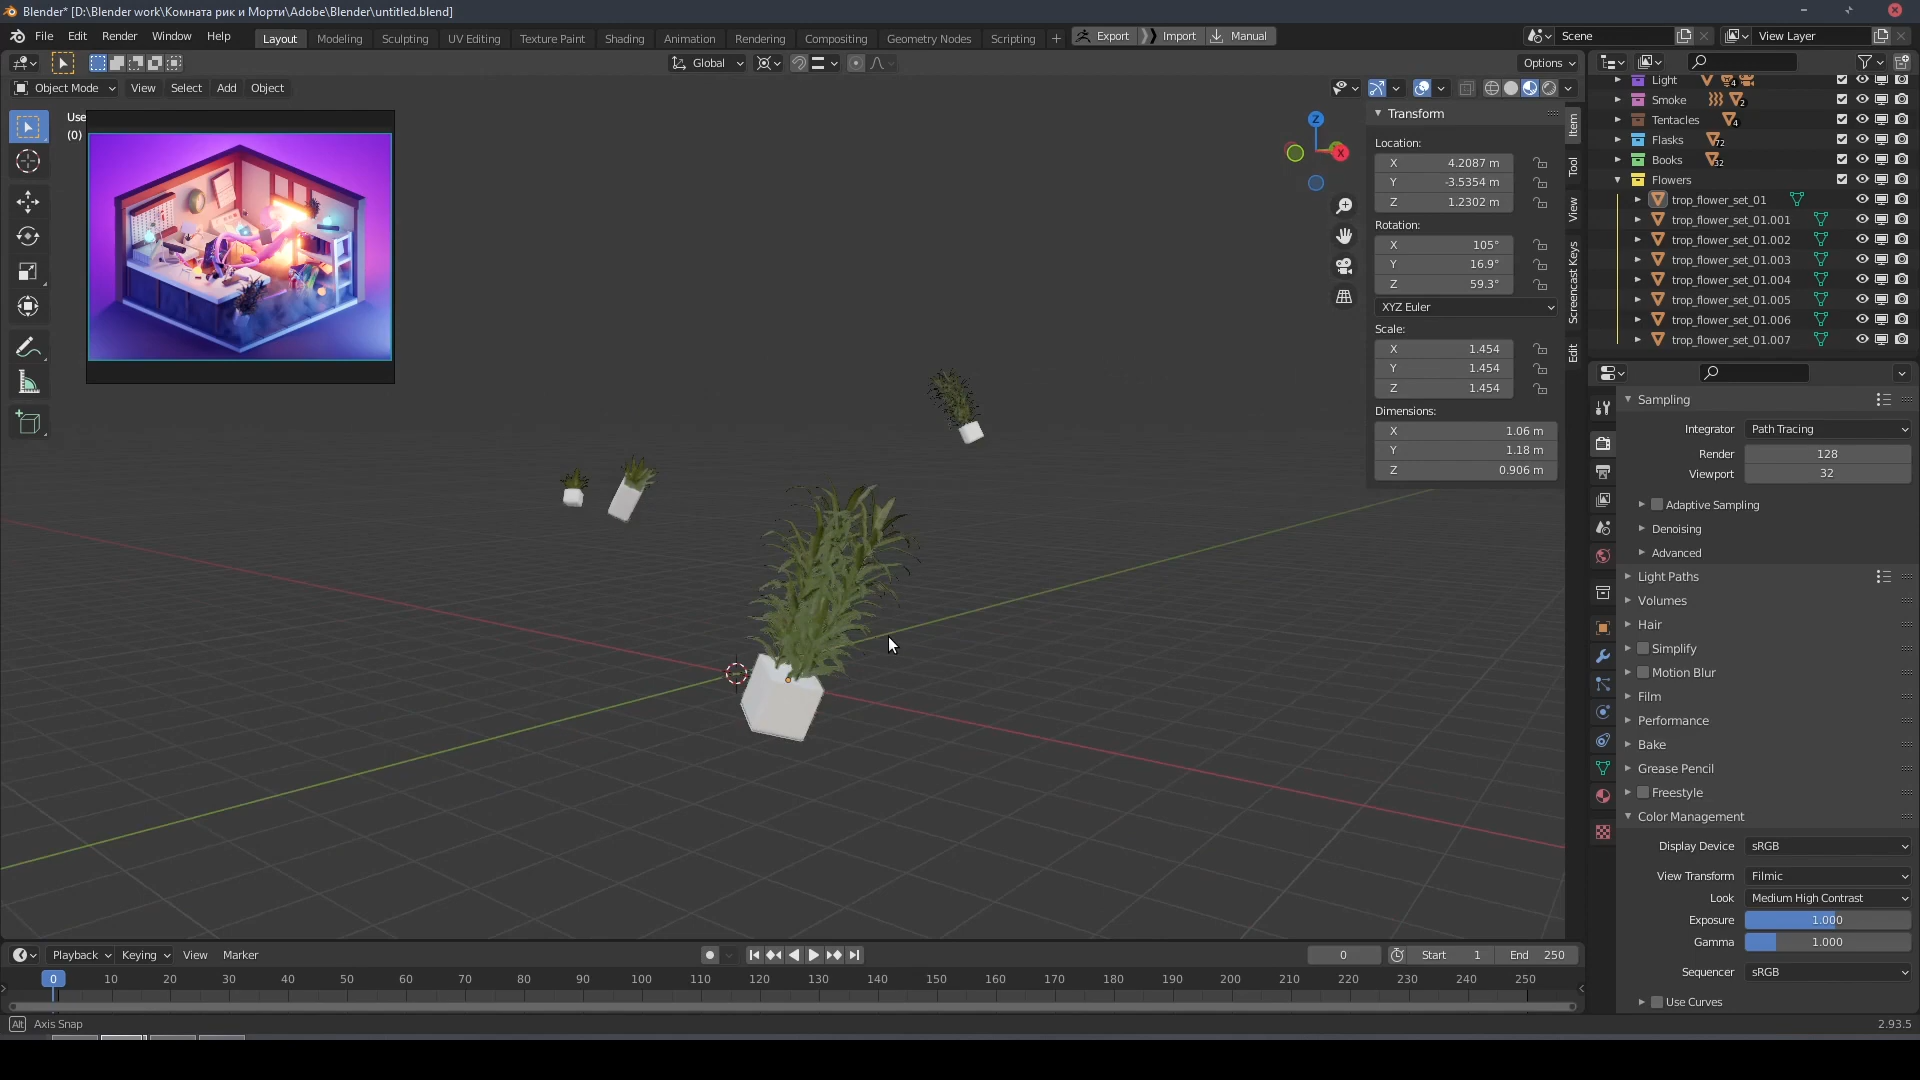 Blender* [D:\Blender work\Комната рик и Морти\Adobe\Blender\untitled.blend]
File Edit Render Window Help
Layout Modeling Sculpting UV Editing Texture Paint Shading Animation Rendering Compositing Geometry Nodes Scripting +
Export Import Manual
Scene
View Layer
Global
Options
Object Mode View Select Add Object
Use
(0)
Z
X
Transform
Location:
X 4.2087 m
Y -3.5354 m
Z 1.2302 m
Rotation:
X 105°
Y 16.9°
Z 59.3°
XYZ Euler
Scale:
X 1.454
Y 1.454
Z 1.454
Dimensions:
X 1.06 m
Y 1.18 m
Z 0.906 m
Item
Tool
View
Screencast Keys
Edit
Light 4
Smoke 2
Tentacles 4
Flasks 72
Books 32
Flowers
trop_flower_set_01
trop_flower_set_01.001
trop_flower_set_01.002
trop_flower_set_01.003
trop_flower_set_01.004
trop_flower_set_01.005
trop_flower_set_01.006
trop_flower_set_01.007
Sampling
Integrator Path Tracing
Render 128
Viewport 32
Adaptive Sampling
Denoising
Advanced
Light Paths
Volumes
Hair
Simplify
Motion Blur
Film
Performance
Bake
Grease Pencil
Freestyle
Color Management
Display Device sRGB
View Transform Filmic
Look Medium High Contrast
Exposure 1.000
Gamma 1.000
Sequencer sRGB
Use Curves
Playback Keying View Marker
0 Start 1 End 250
0 10 20 30 40 50 60 70 80 90 100 110 120 130 140 150 160 170 180 190 200 210 220 230 240 250
Alt Axis Snap
2.93.5